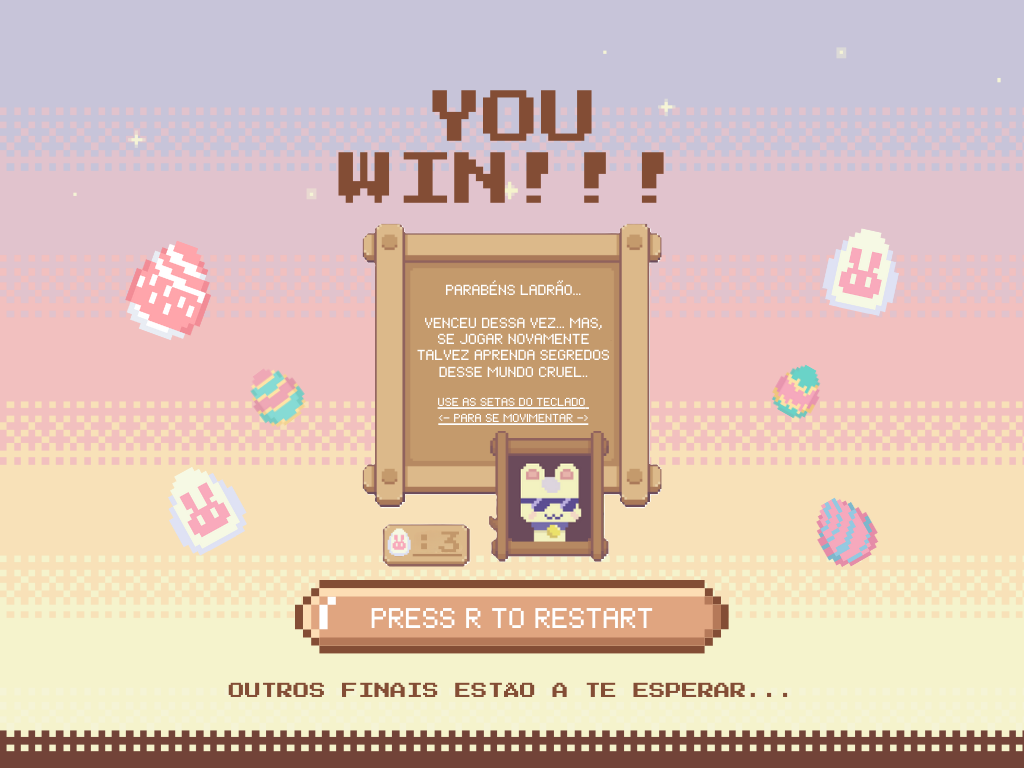 YOU
WIN!!!
PARABÉNS LADRÃO...
VENCEU DESSA VEZ... MAS,
SE JOGAR NOVAMENTE
TALVEZ APRENDA SEGREDOS
DESSE MUNDO CRUEL..
USE AS SETAS DO TECLADO
<- PARA SE MOVIMENTAR ->
: 3
PRESS R TO RESTART
OUTROS FINAIS ESTÃO A TE ESPERAR...